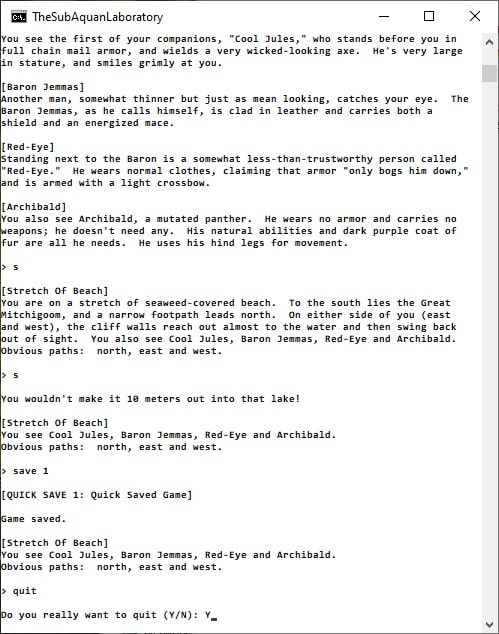 TheSubAquanLaboratory
You see the first of your companions, "Cool Jules," who stands before you in
full chain mail armor, and wields a very wicked-looking axe.  He's very large
in stature, and smiles grimly at you.
[Baron Jemmas]
Another man, somewhat thinner but just as mean looking, catches your eye.  The
Baron Jemmas, as he calls himself, is clad in leather and carries both a
shield and an energized mace.
[Red-Eye]
Standing next to the Baron is a somewhat less-than-trustworthy person called
"Red-Eye."  He wears normal clothes, claiming that armor "only bogs him down,"
and is armed with a light crossbow.
[Archibald]
You also see Archibald, a mutated panther.  He wears no armor and carries no
weapons; he doesn't need any.  His natural abilities and dark purple coat of
fur are all he needs.  He uses his hind legs for movement.
> s
[Stretch Of Beach]
You are on a stretch of seaweed-covered beach.  To the south lies the Great
Mitchigoom, and a narrow footpath leads north.  On either side of you (east
and west), the cliff walls reach out almost to the water and then swing back
out of sight.  You also see Cool Jules, Baron Jemmas, Red-Eye and Archibald.
Obvious paths:  north, east and west.
> s
You wouldn't make it 10 meters out into that lake!
[Stretch Of Beach]
You see Cool Jules, Baron Jemmas, Red-Eye and Archibald.
Obvious paths:  north, east and west.
> save 1
[QUICK SAVE 1: Quick Saved Game]
Game saved.
[Stretch Of Beach]
You see Cool Jules, Baron Jemmas, Red-Eye and Archibald.
Obvious paths:  north, east and west.
> quit
Do you really want to quit (Y/N): Y_